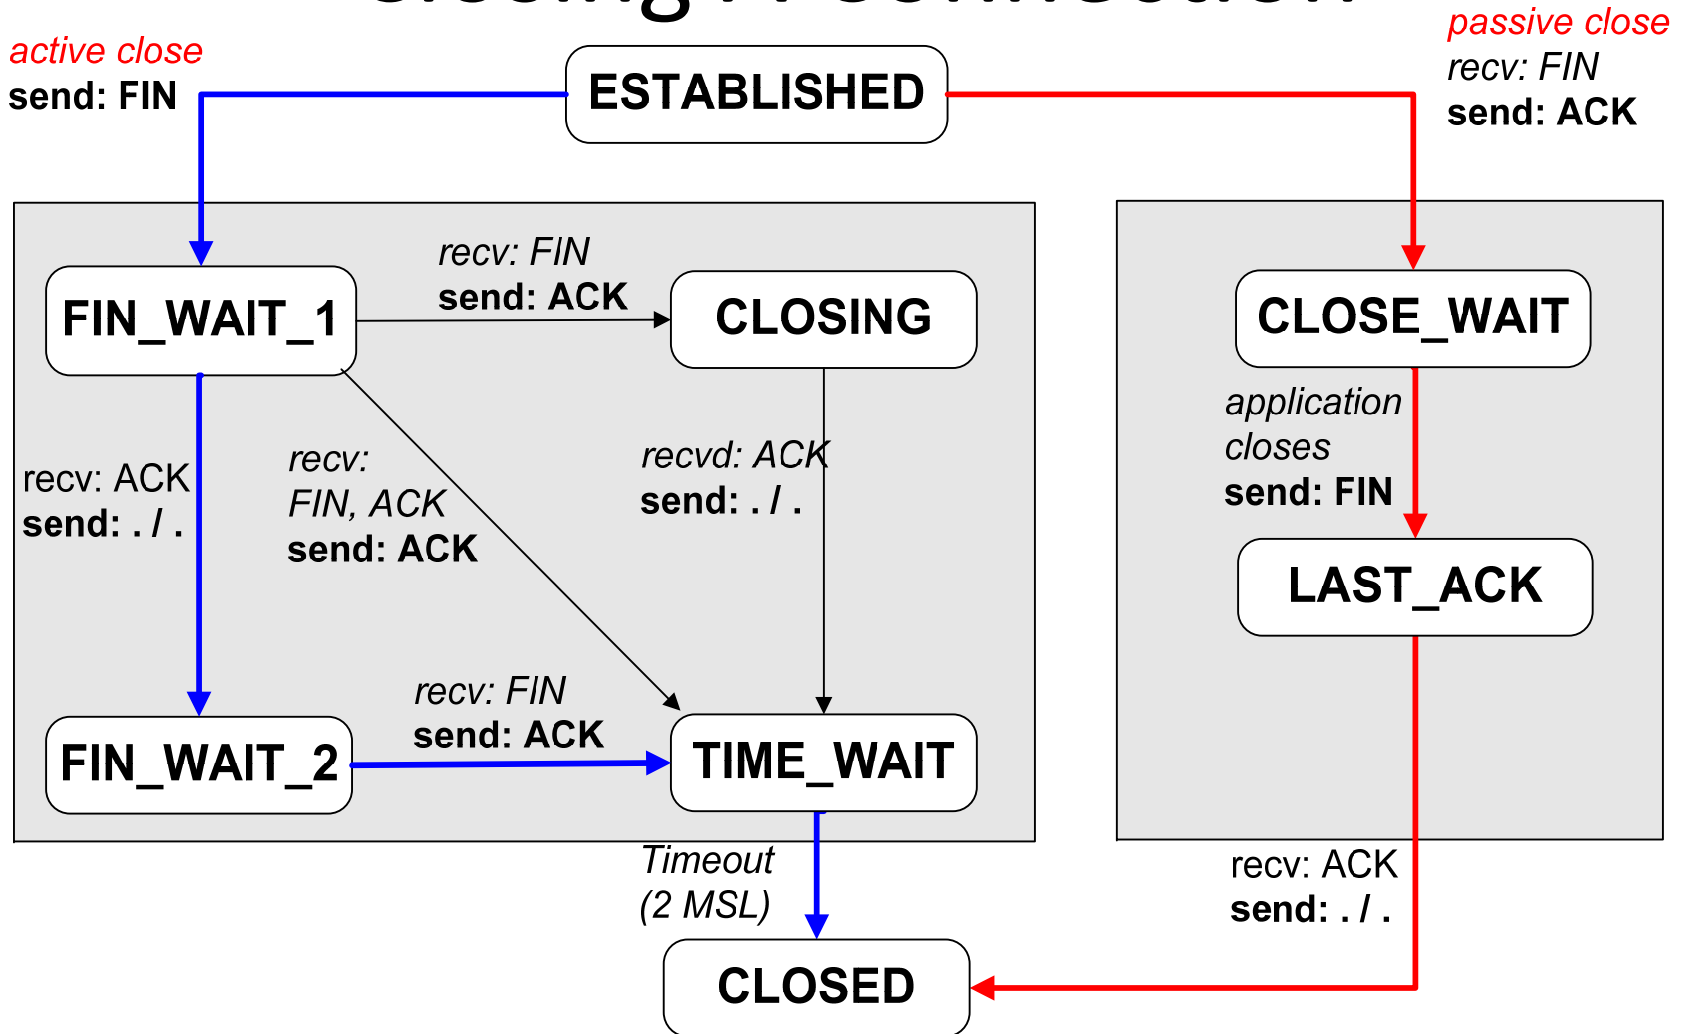 Closing A Connection
active close
send: FIN
ESTABLISHED
passive close
recv: FIN
send: ACK
FIN_WAIT_1
recv: FIN
send: ACK
CLOSING
CLOSE_WAIT
recv: ACK
send: . / .
recv:
FIN, ACK
send: ACK
recvd: ACK
send: . / .
application
closes
send: FIN
LAST_ACK
FIN_WAIT_2
recv: FIN
send: ACK
TIME_WAIT
Timeout
(2 MSL)
recv: ACK
send: . / .
CLOSED